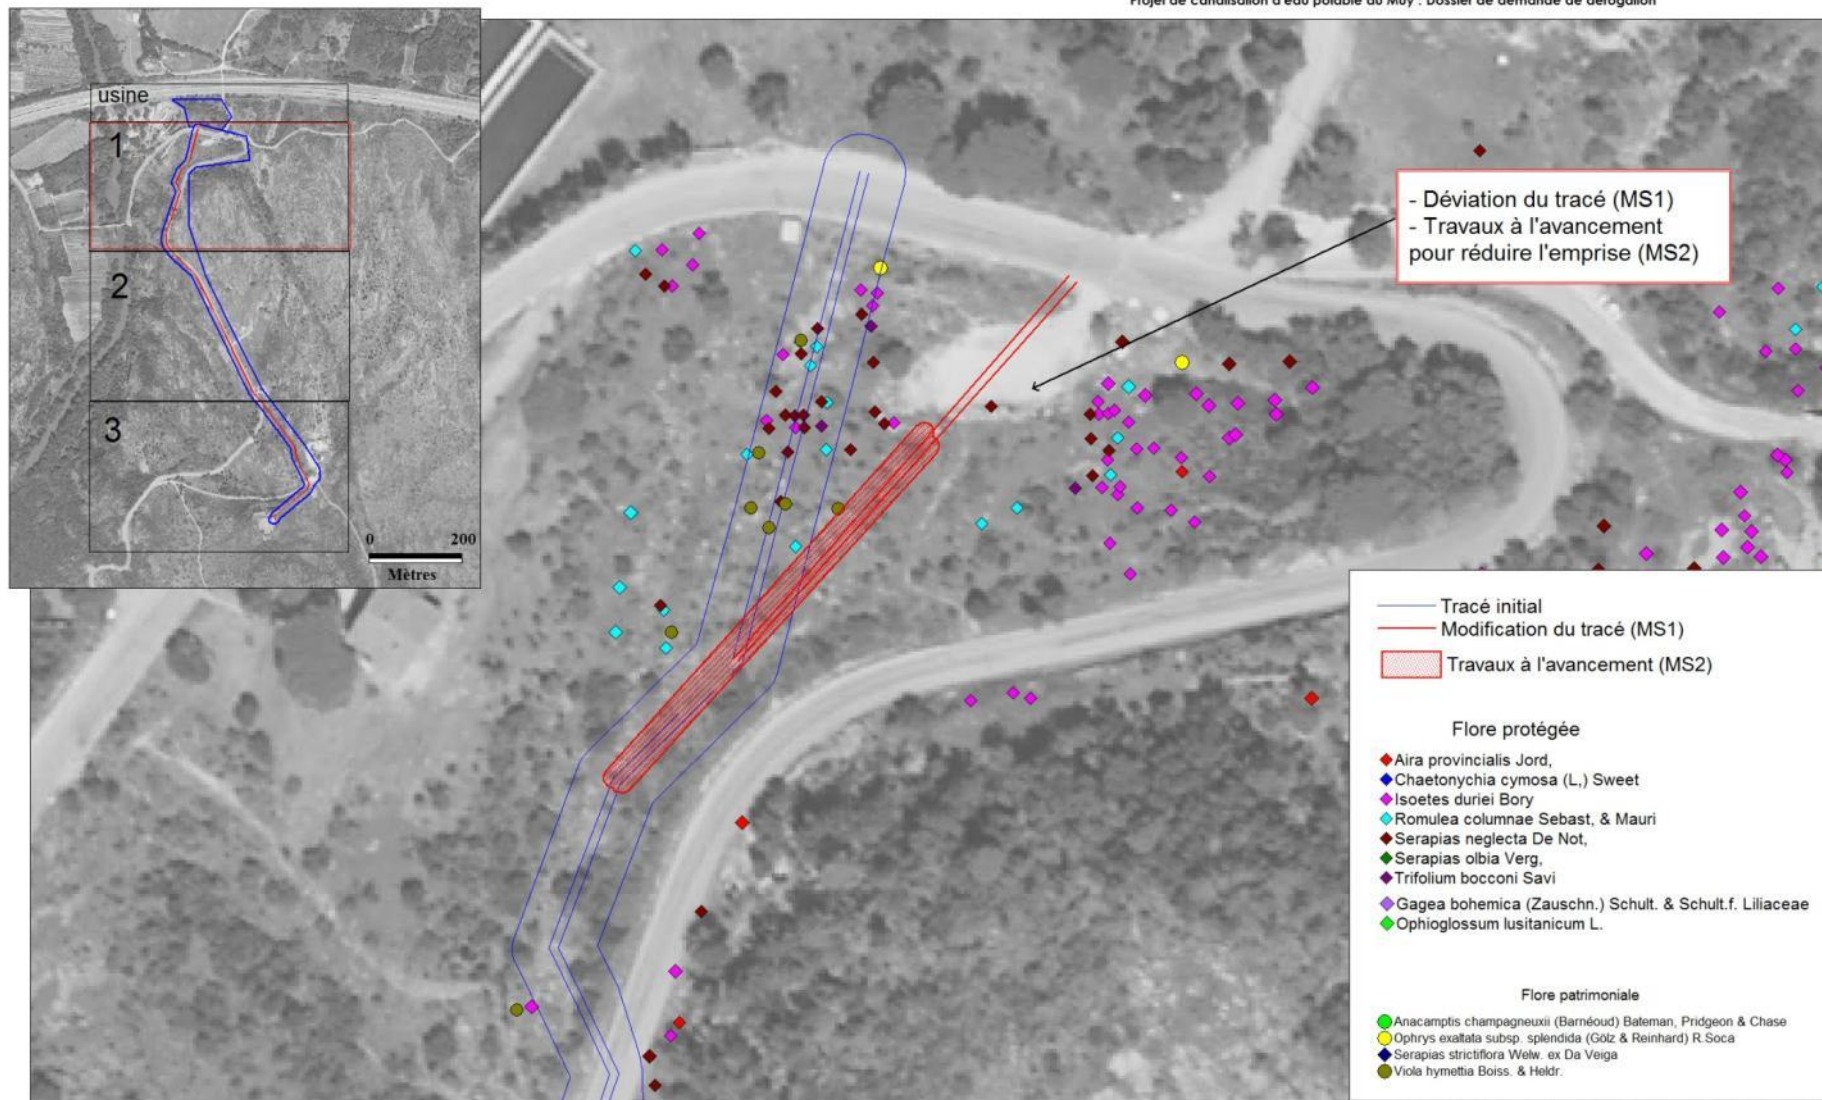 Projet de canalisation d'eau potable du Muy : Dossier de demande de dérogation
usine
1
2
3
0 200
Mètres
- Déviation du tracé (MS1)
- Travaux à l'avancement
pour réduire l'emprise (MS2)
Tracé initial
Modification du tracé (MS1)
Travaux à l'avancement (MS2)
Flore protégée
Aira provincialis Jord,
Chaetonychia cymosa (L,) Sweet
Isoetes duriei Bory
Romulea columnae Sebast, & Mauri
Serapias neglecta De Not,
Serapias olbia Verg,
Trifolium bocconi Savi
Gagea bohemica (Zauschn.) Schult. & Schult.f. Liliaceae
Ophioglossum lusitanicum L.
Flore patrimoniale
Anacamptis champagneuxii (Barnéoud) Bateman, Pridgeon & Chase
Ophrys exaltata subsp. splendida (Gölz & Reinhard) R.Soca
Serapias strictiflora Welw. ex Da Veiga
Viola hymettia Boiss. & Heldr.